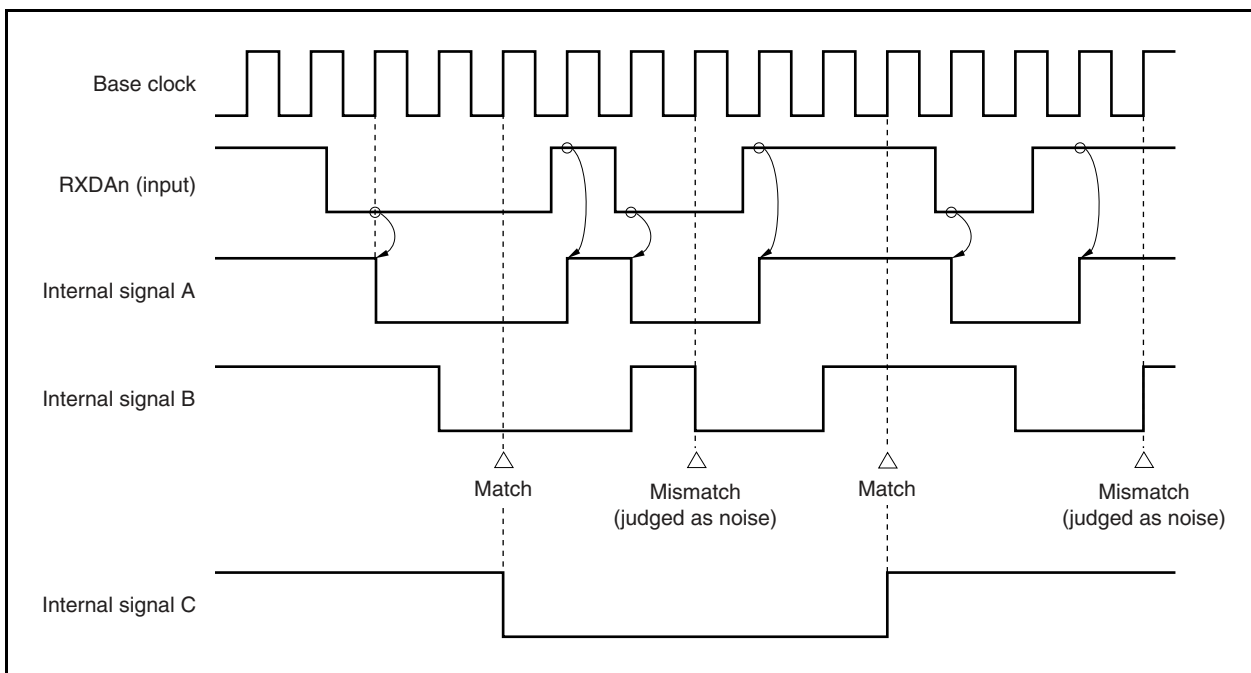 Base clock
RXDAn (input)
Internal signal A
Internal signal B
Match
Mismatch
(judged as noise)
Match
Mismatch
(judged as noise)
Internal signal C